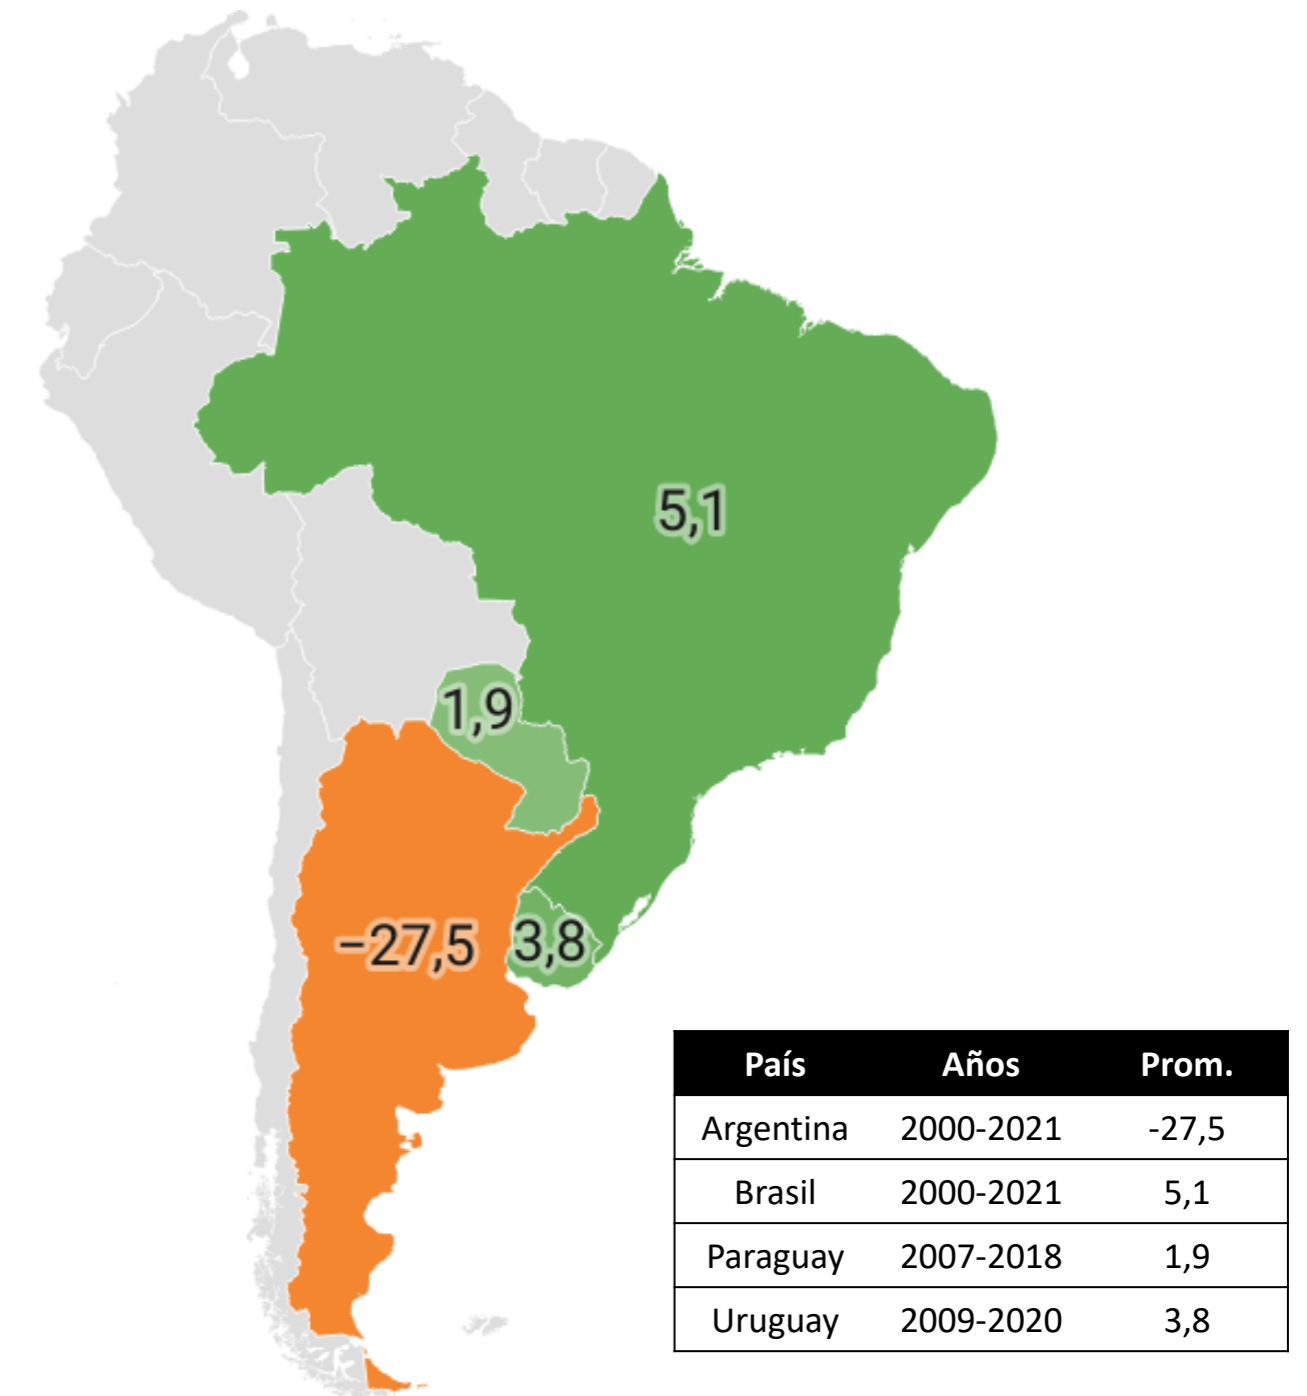 5,1
1,9
−27,5
3,8
País Años Prom.
Argentina 2000-2021 -27,5
Brasil 2000-2021 5,1
Paraguay 2007-2018 1,9
Uruguay 2009-2020 3,8